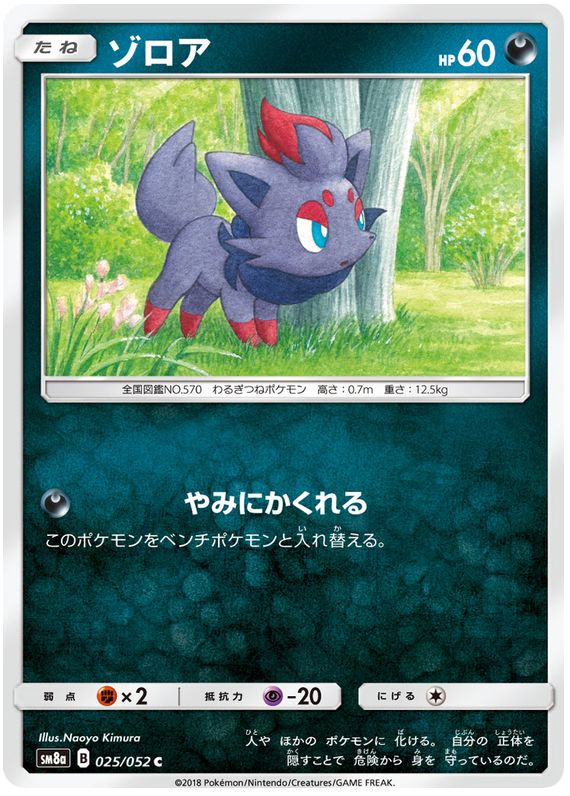 たね ゾロア HP60
全国図鑑NO.570 わるぎつねポケモン 高さ:0.7m 重さ:12.5kg
やみにかくれる
このポケモンをベンチポケモンと入れ替える。
弱点 ×2 抵抗力 -20 にげる
Illus.Naoyo Kimura
人や ほかの ポケモンに 化ける。自分の 正体を
隠すことで 危険から 身を 守っているのだ。
SM8a B 025/052 C
©2018 Pokémon/Nintendo/Creatures/GAME FREAK.